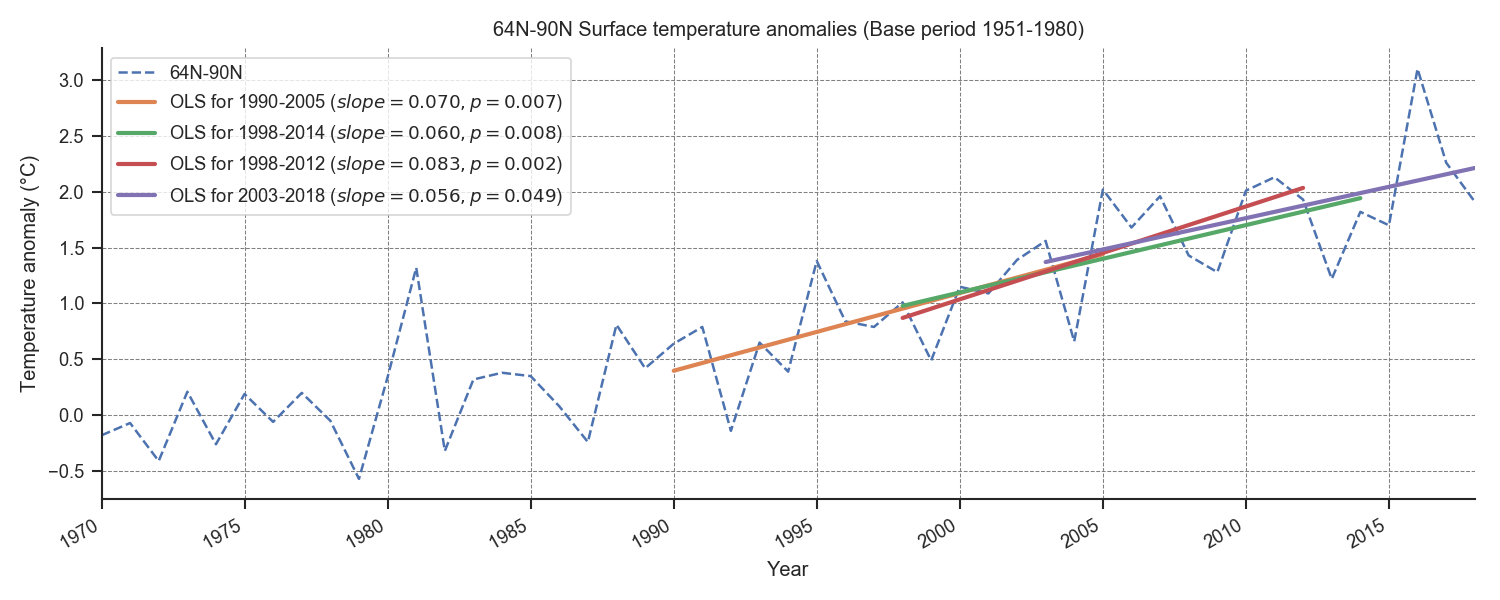 64N-90N Surface temperature anomalies (Base period 1951-1980)
64N-90N
OLS for 1990-2005 (slope = 0.070, p = 0.007)
OLS for 1998-2014 (slope = 0.060, p = 0.008)
OLS for 1998-2012 (slope = 0.083, p = 0.002)
OLS for 2003-2018 (slope = 0.056, p = 0.049)
Temperature anomaly (°C)
3.0
2.5
2.0
1.5
1.0
0.5
0.0
−0.5
1970
1975
1980
1985
1990
1995
2000
2005
2010
2015
Year